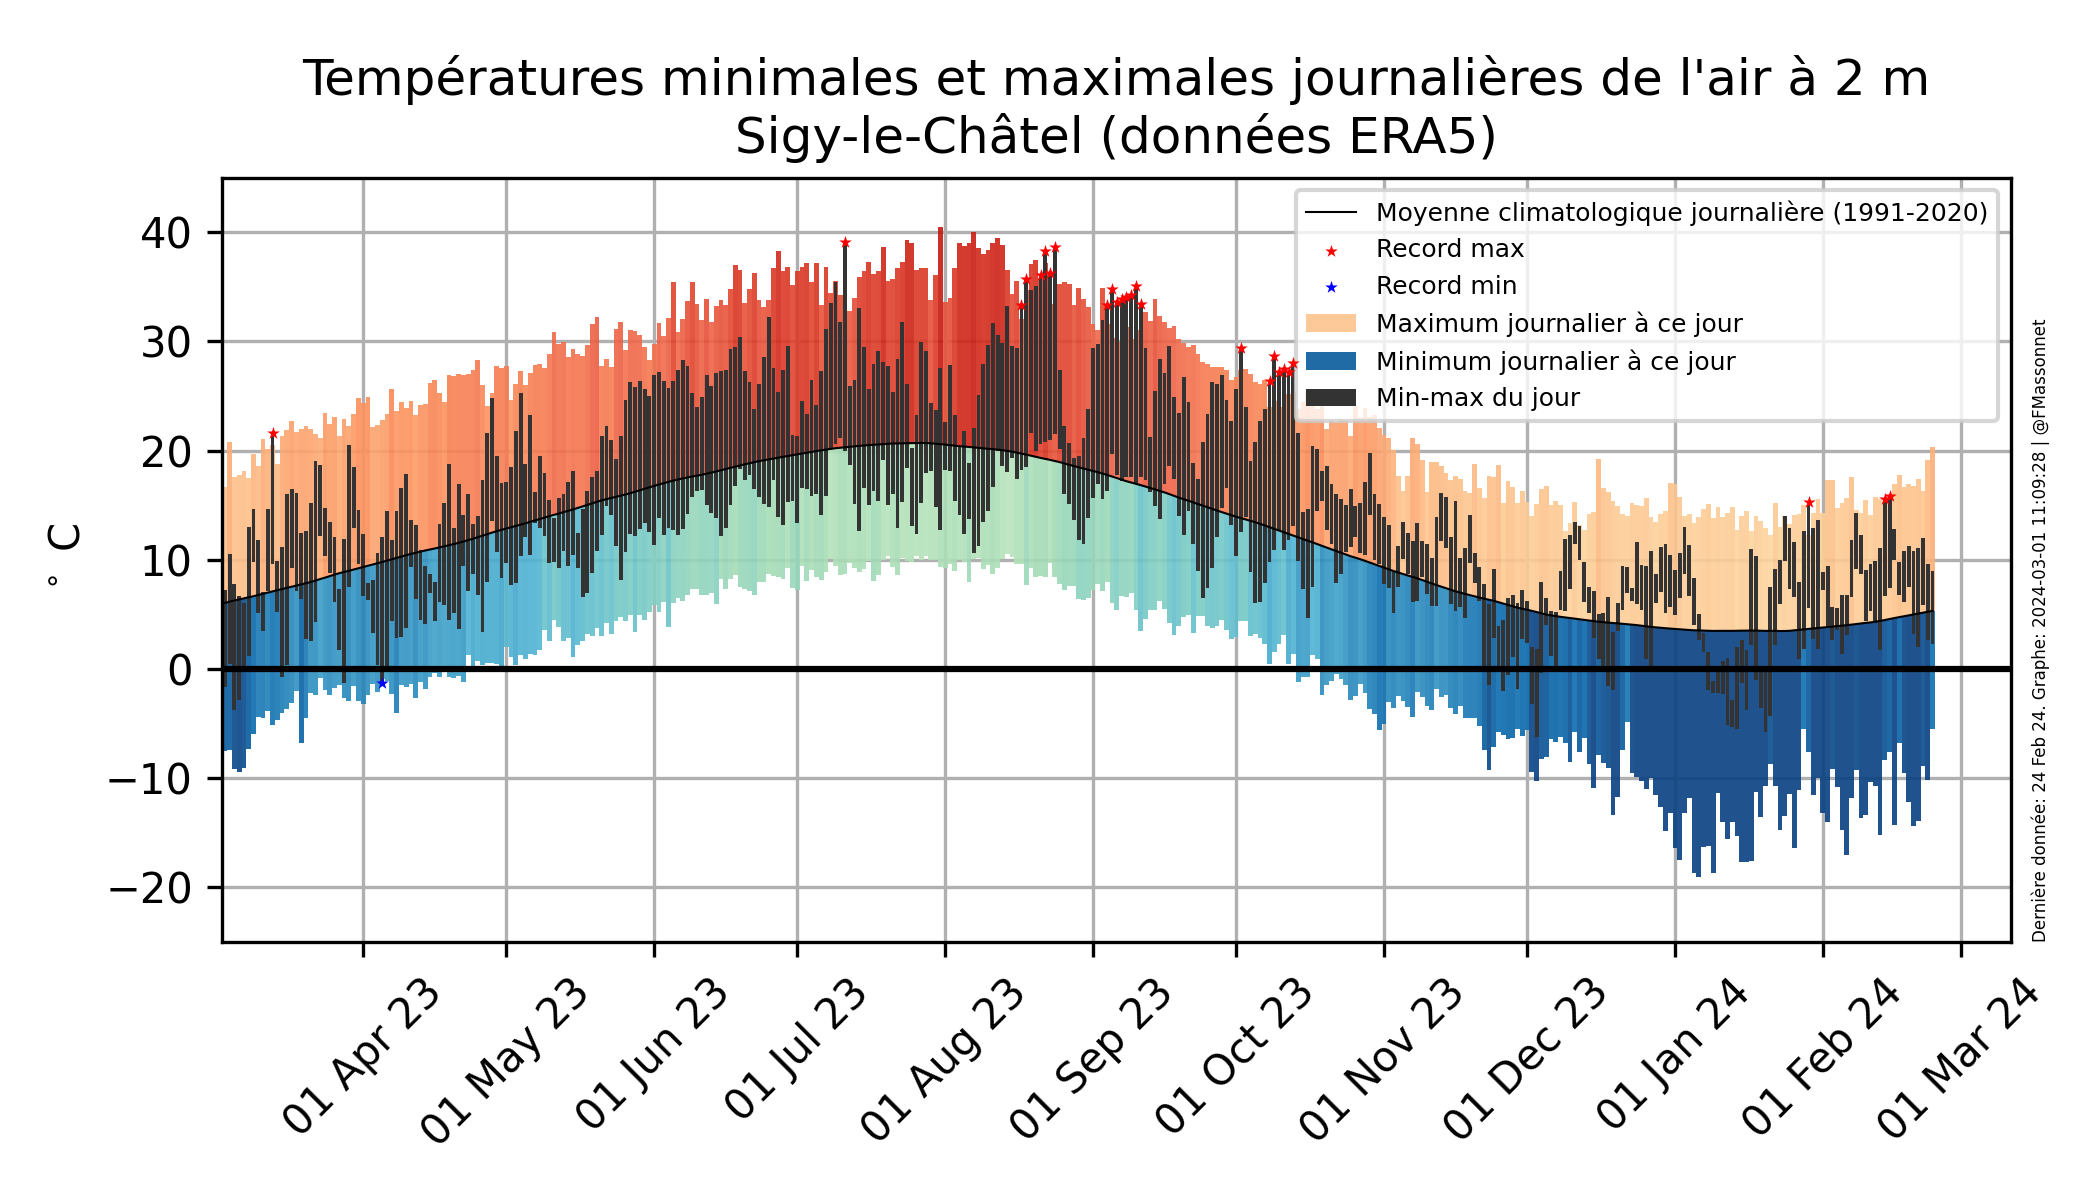 Températures minimales et maximales journalières de l'air à 2 m
Sigy-le-Châtel (données ERA5)
Moyenne climatologique journalière (1991-2020)
Record max
Record min
Maximum journalier à ce jour
Minimum journalier à ce jour
Min-max du jour
40
30
20
10
0
−10
−20
° C
01 Apr 23
01 May 23
01 Jun 23
01 Jul 23
01 Aug 23
01 Sep 23
01 Oct 23
01 Nov 23
01 Dec 23
01 Jan 24
01 Feb 24
01 Mar 24
Dernière donnée: 24 Feb 24. Graphe: 2024-03-01 11:09:28 | @FMassonnet